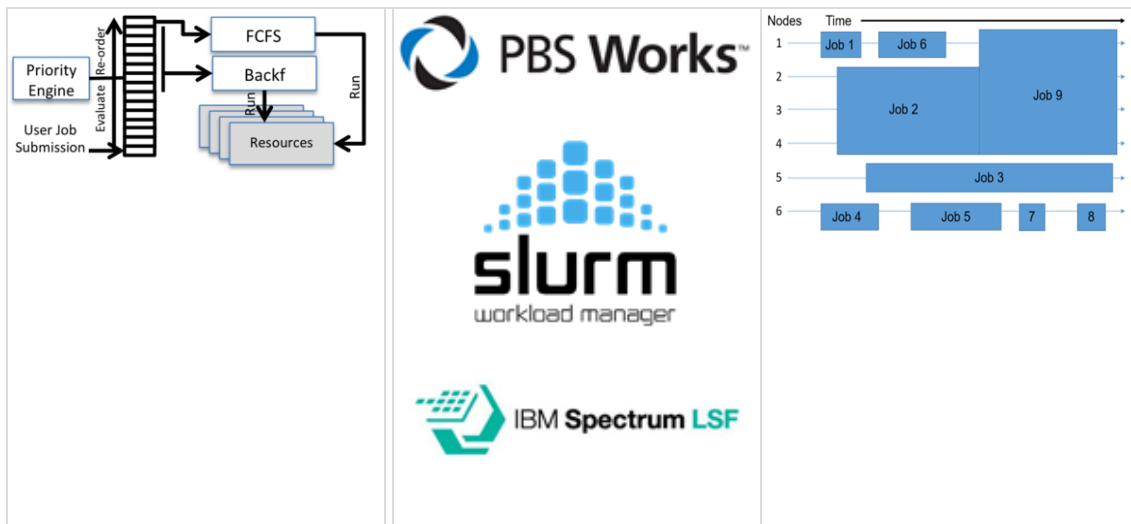 Priority
Engine
User Job
Submission
Evaluate Re-order
FCFS
Backf
Run
Run
Resources
PBS Works™
slurm
workload manager
IBM Spectrum LSF
Nodes Time
1 Job 1 Job 6
2
3 Job 2 Job 9
4
5 Job 3
6 Job 4 Job 5 7 8